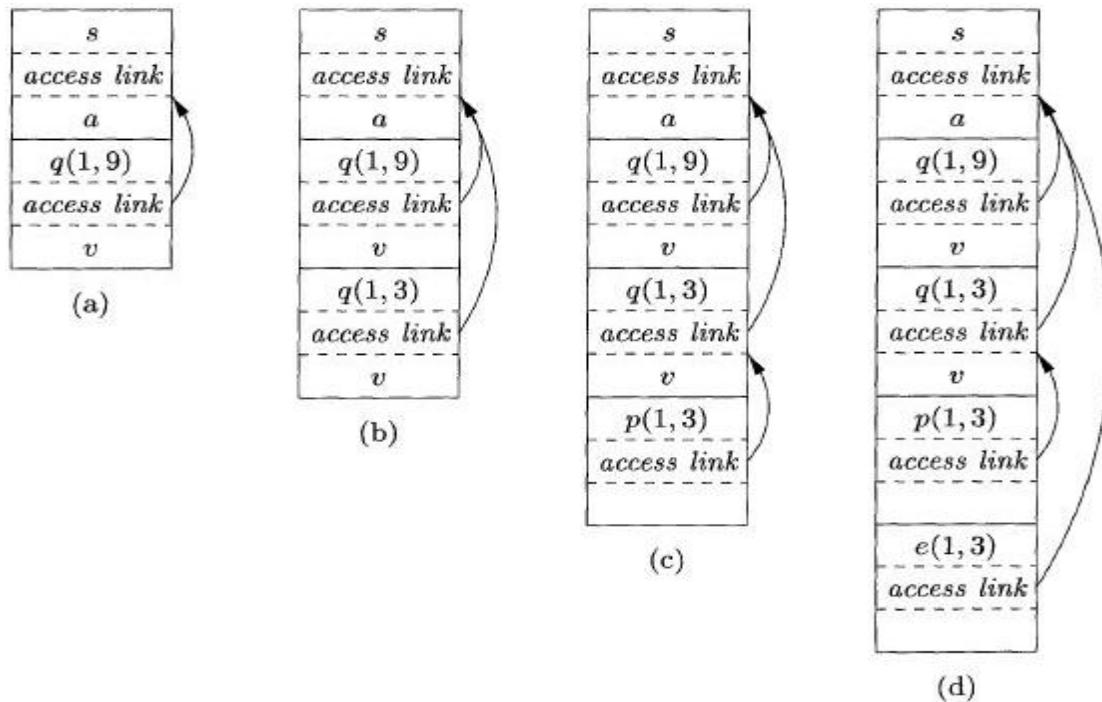 s
access link
a
q(1, 9)
access link
v
(a)
s
access link
a
q(1, 9)
access link
v
q(1, 3)
access link
v
(b)
s
access link
a
q(1, 9)
access link
v
q(1, 3)
access link
v
p(1, 3)
access link
(c)
s
access link
a
q(1, 9)
access link
v
q(1, 3)
access link
v
p(1, 3)
access link
e(1, 3)
access link
(d)